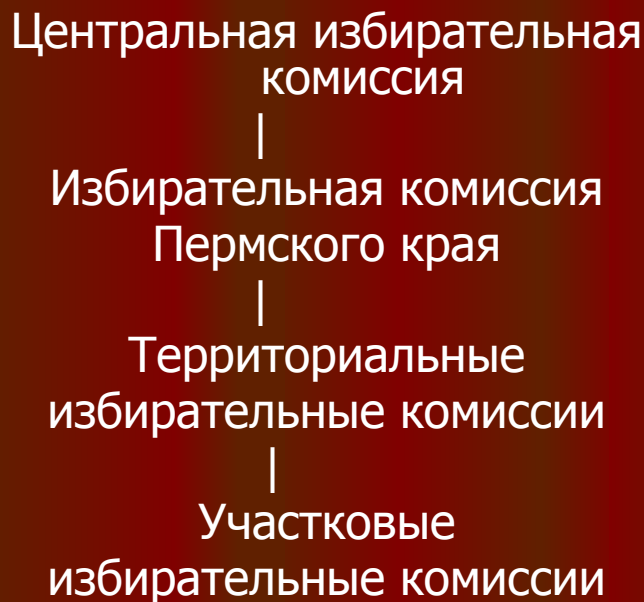 Центральная избирательная
комиссия
|
Избирательная комиссия
Пермского края
|
Территориальные
избирательные комиссии
|
Участковые
избирательные комиссии